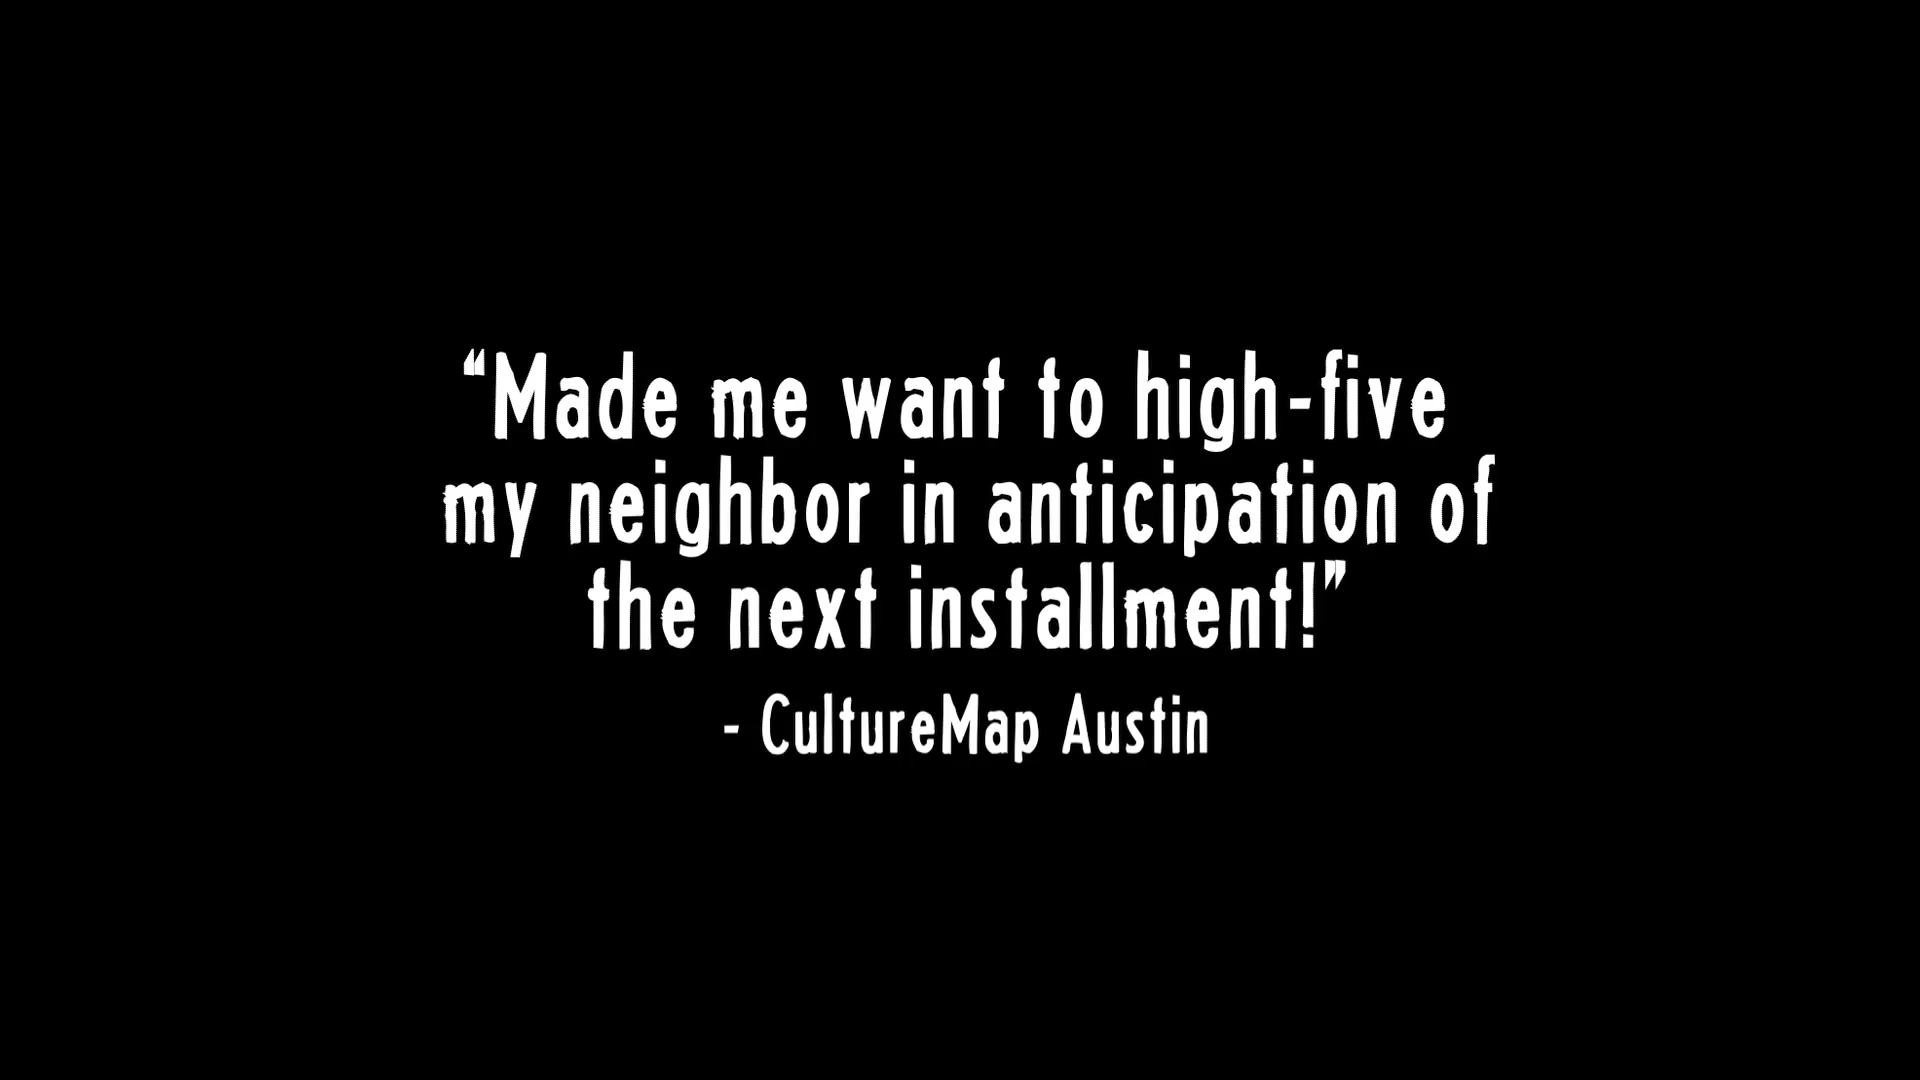 “Made me want to high-five
my neighbor in anticipation of
the next installment!”
- CultureMap Austin